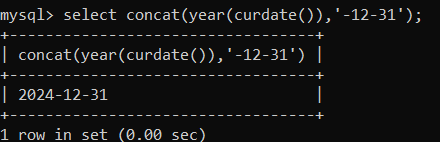 mysql> select concat(year(curdate()),'-12-31');
+----------------------------------+
| concat(year(curdate()),'-12-31') |
+----------------------------------+
| 2024-12-31                       |
+----------------------------------+
1 row in set (0.00 sec)